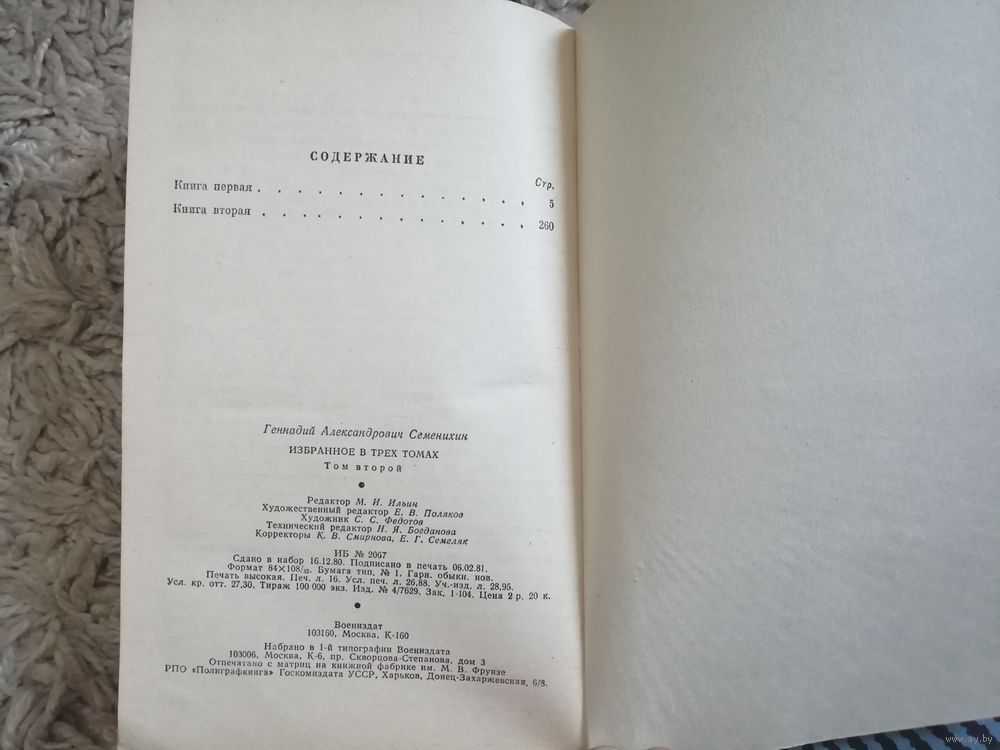 СОДЕРЖАНИЕ
Стр.
Книга первая . . . . . . . . . . . . . . 5
Книга вторая . . . . . . . . . . . . . . 260
Геннадий Александрович Семенихин
ИЗБРАННОЕ В ТРЕХ ТОМАХ
Том второй
Редактор М. И. Ильин
Художественный редактор Е. В. Поляков
Художник С. С. Федотов
Технический редактор Н. Я. Богданова
Корректоры К. В. Смирнова, Е. Г. Семеляк
ИБ № 2067
Сдано в набор 16.12.80. Подписано в печать 06.02.81.
Формат 84×108/32. Бумага тип. № 1. Гарн. обыкн. нов.
Печать высокая. Печ. л. 16. Усл. печ. л. 26,88. Уч.-изд. л. 28,95.
Усл. кр. отт. 27,30. Тираж 100 000 экз. Изд. № 4/7629. Зак. 1-104. Цена 2 р. 20 к.
Воениздат
103160, Москва, К-160
Набрано в 1-й типографии Воениздата
103006, Москва, К-6, пр. Скворцова-Степанова, дом 3
Отпечатано с матриц на книжной фабрике им. М. В. Фрунзе
РПО «Полиграфкнига» Госкомиздата УССР, Харьков, Донец-Захаржевская, 6/8.
www.ay.by